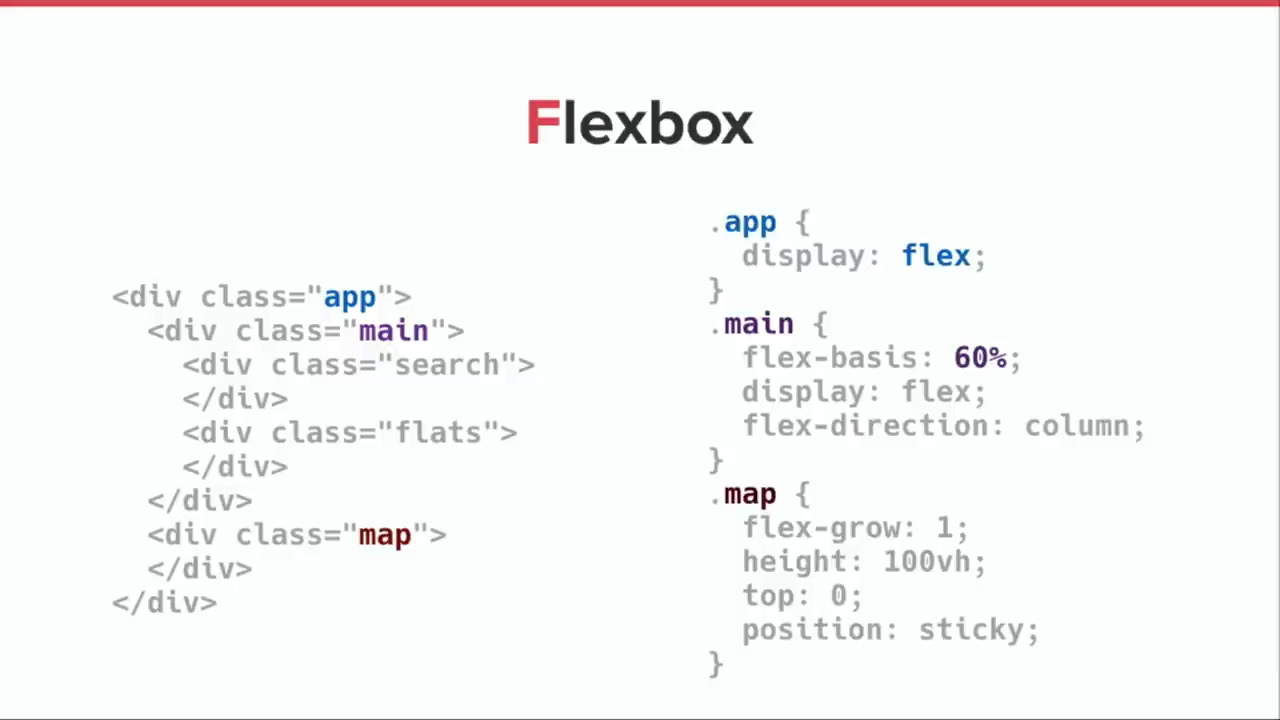 Flexbox
<div class="app">
  <div class="main">
    <div class="search">
    </div>
    <div class="flats">
    </div>
  </div>
  <div class="map">
  </div>
</div>
.app {
  display: flex;
}
.main {
  flex-basis: 60%;
  display: flex;
  flex-direction: column;
}
.map {
  flex-grow: 1;
  height: 100vh;
  top: 0;
  position: sticky;
}